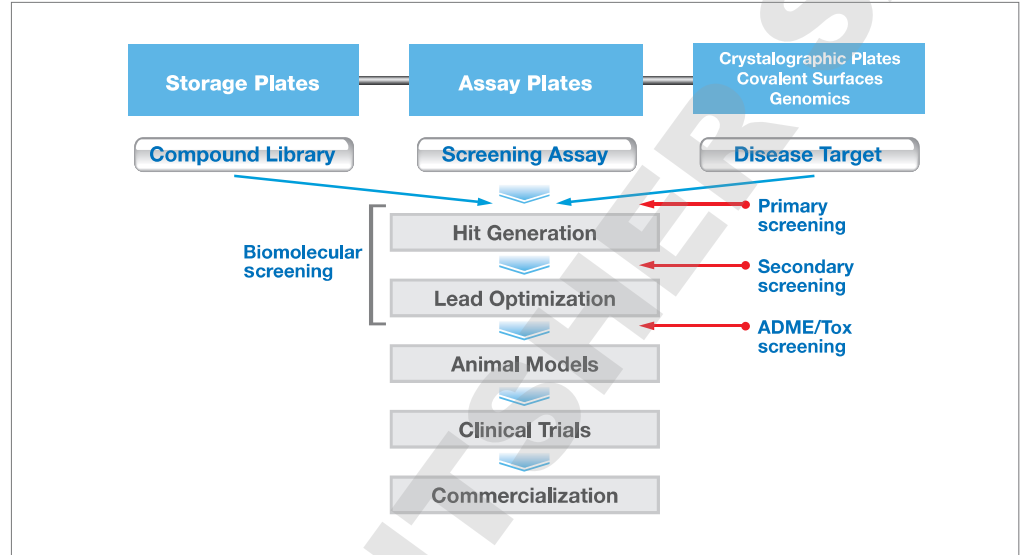 Storage Plates
Assay Plates
Crystalographic Plates
Covalent Surfaces
Genomics
Compound Library
Screening Assay
Disease Target
Primary
screening
Hit Generation
Biomolecular
screening
Secondary
screening
Lead Optimization
ADME/Tox
screening
Animal Models
Clinical Trials
Commercialization